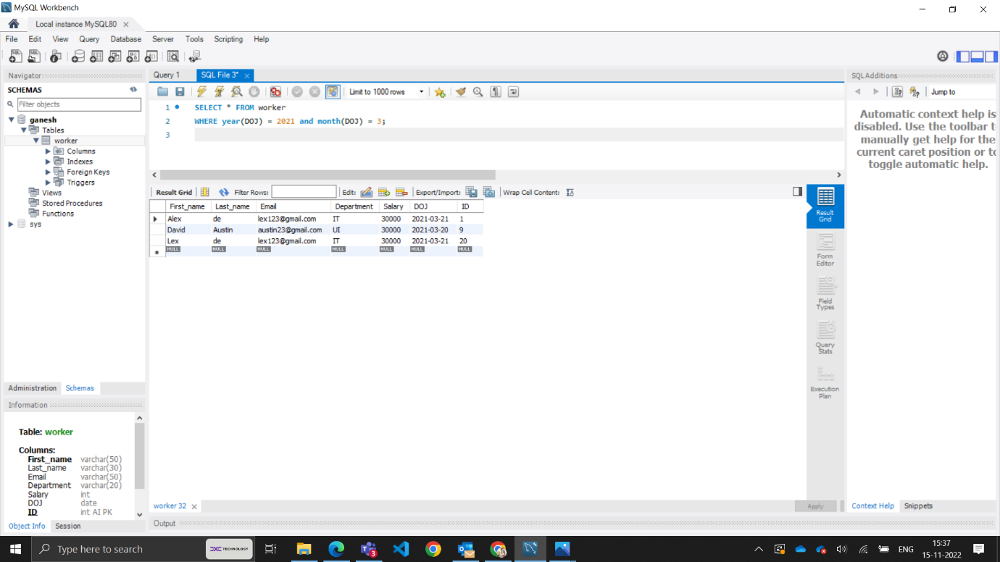 MySQL Workbench
Local instance MySQL80
File Edit View Query Database Server Tools Scripting Help
Navigator
SCHEMAS
Filter objects
ganesh
Tables
worker
Columns
Indexes
Foreign Keys
Triggers
Views
Stored Procedures
Functions
sys
Administration Schemas
Information
Table: worker
Columns:
First_name varchar(50)
Last_name varchar(30)
Email varchar(50)
Department varchar(20)
Salary int
DOJ date
ID int AI PK
Object Info Session
Query 1 SQL File 3*
Limit to 1000 rows
1 SELECT * FROM worker
2 WHERE year(DOJ) = 2021 and month(DOJ) = 3;
3
Result Grid Filter Rows: Edit: Export/Import: Wrap Cell Content:
First_name Last_name Email Department Salary DOJ ID
Alex de lex123@gmail.com IT 30000 2021-03-21 1
David Austin austin23@gmail.com UI 30000 2021-03-20 9
Lex de lex123@gmail.com IT 30000 2021-03-21 20
NULL NULL NULL NULL NULL NULL NULL
Result
Grid
Form
Editor
Field
Types
Query
Stats
Execution
Plan
worker 32
Apply
Output
SQLAdditions
Jump to
Automatic context help is
disabled. Use the toolbar t
manually get help for the
current caret position or to
toggle automatic help.
Context Help Snippets
Type here to search
DXC TECHNOLOGY
3
ENG
15:37
15-11-2022